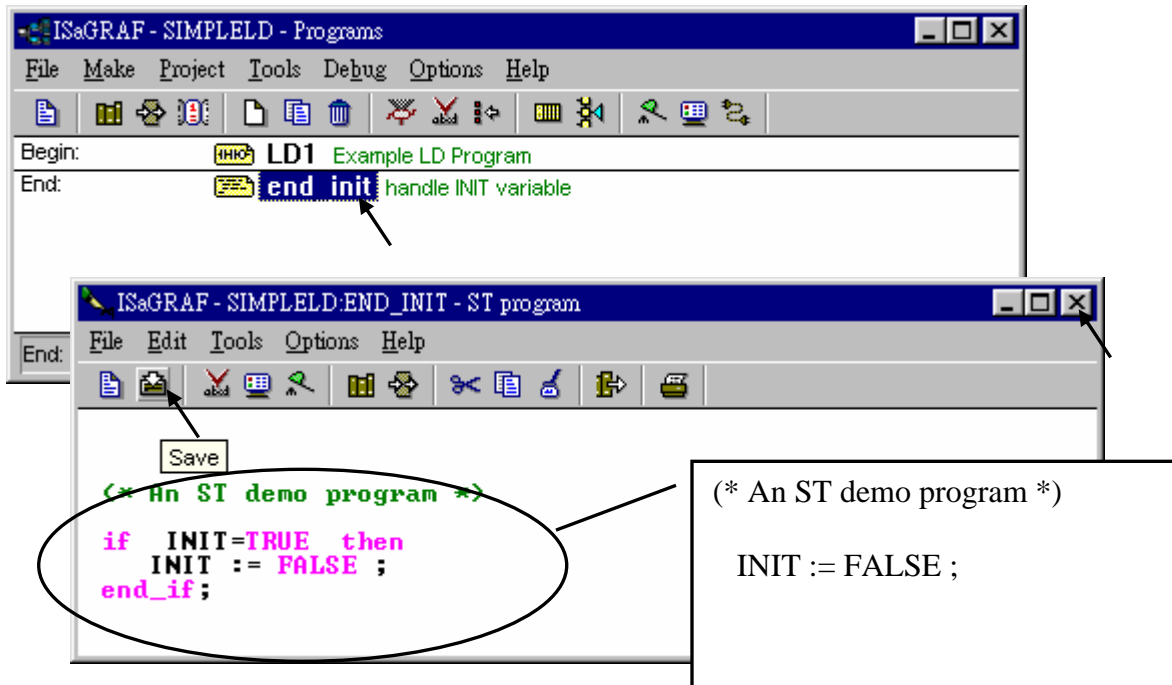 ISaGRAF - SIMPLELD - Programs
File Make Project Tools Debug Options Help
Begin: LD1 Example LD Program
End: end_init handle INIT variable
End:
ISaGRAF - SIMPLELD:END_INIT - ST program
File Edit Tools Options Help
Save
(* An ST demo program *)
if INIT=TRUE then
INIT := FALSE ;
end_if;
(* An ST demo program *)
INIT := FALSE ;